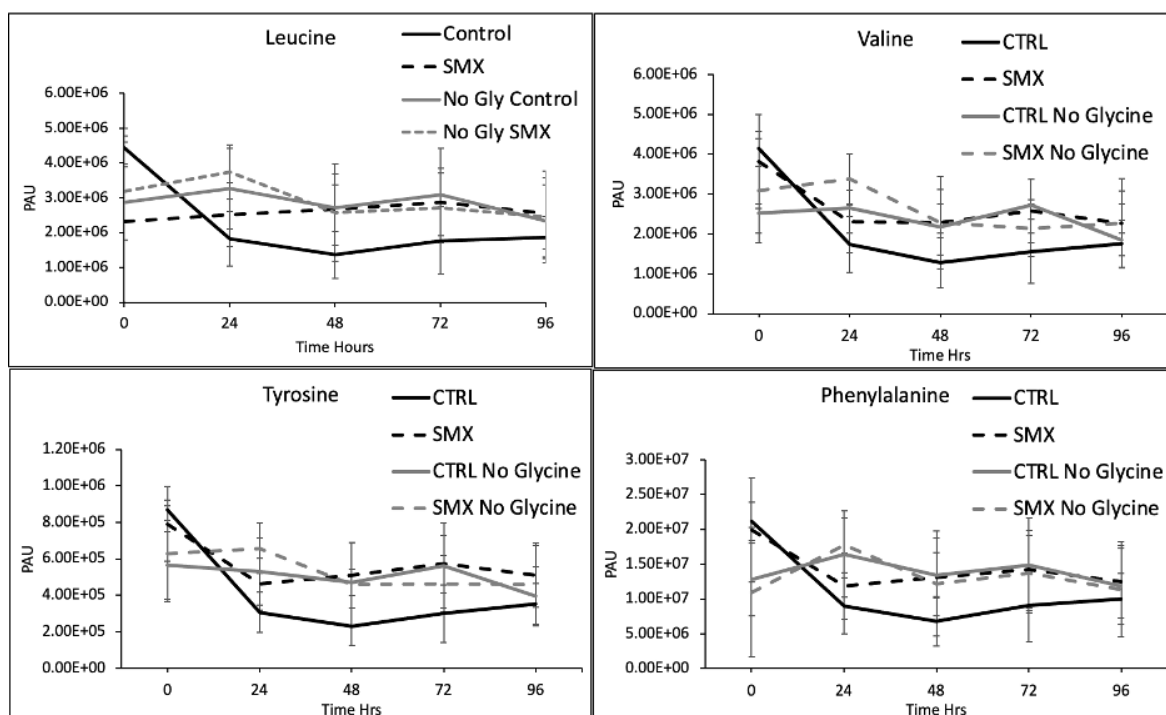 Leucine
Control
SMX
No Gly Control
No Gly SMX
6.00E+06
5.00E+06
4.00E+06
3.00E+06
2.00E+06
1.00E+06
0.00E+00
PAU
0 24 48 72 96
Time Hours
Valine
CTRL
SMX
CTRL No Glycine
SMX No Glycine
6.00E+06
5.00E+06
4.00E+06
3.00E+06
2.00E+06
1.00E+06
0.00E+00
PAU
0 24 48 72 96
Time Hrs
Tyrosine
CTRL
SMX
CTRL No Glycine
SMX No Glycine
1.20E+06
1.00E+06
8.00E+05
6.00E+05
4.00E+05
2.00E+05
0.00E+00
PAU
0 24 48 72 96
Time Hrs
Phenylalanine
CTRL
SMX
CTRL No Glycine
SMX No Glycine
3.00E+07
2.50E+07
2.00E+07
1.50E+07
1.00E+07
5.00E+06
0.00E+00
PAU
0 24 48 72 96
Time Hrs